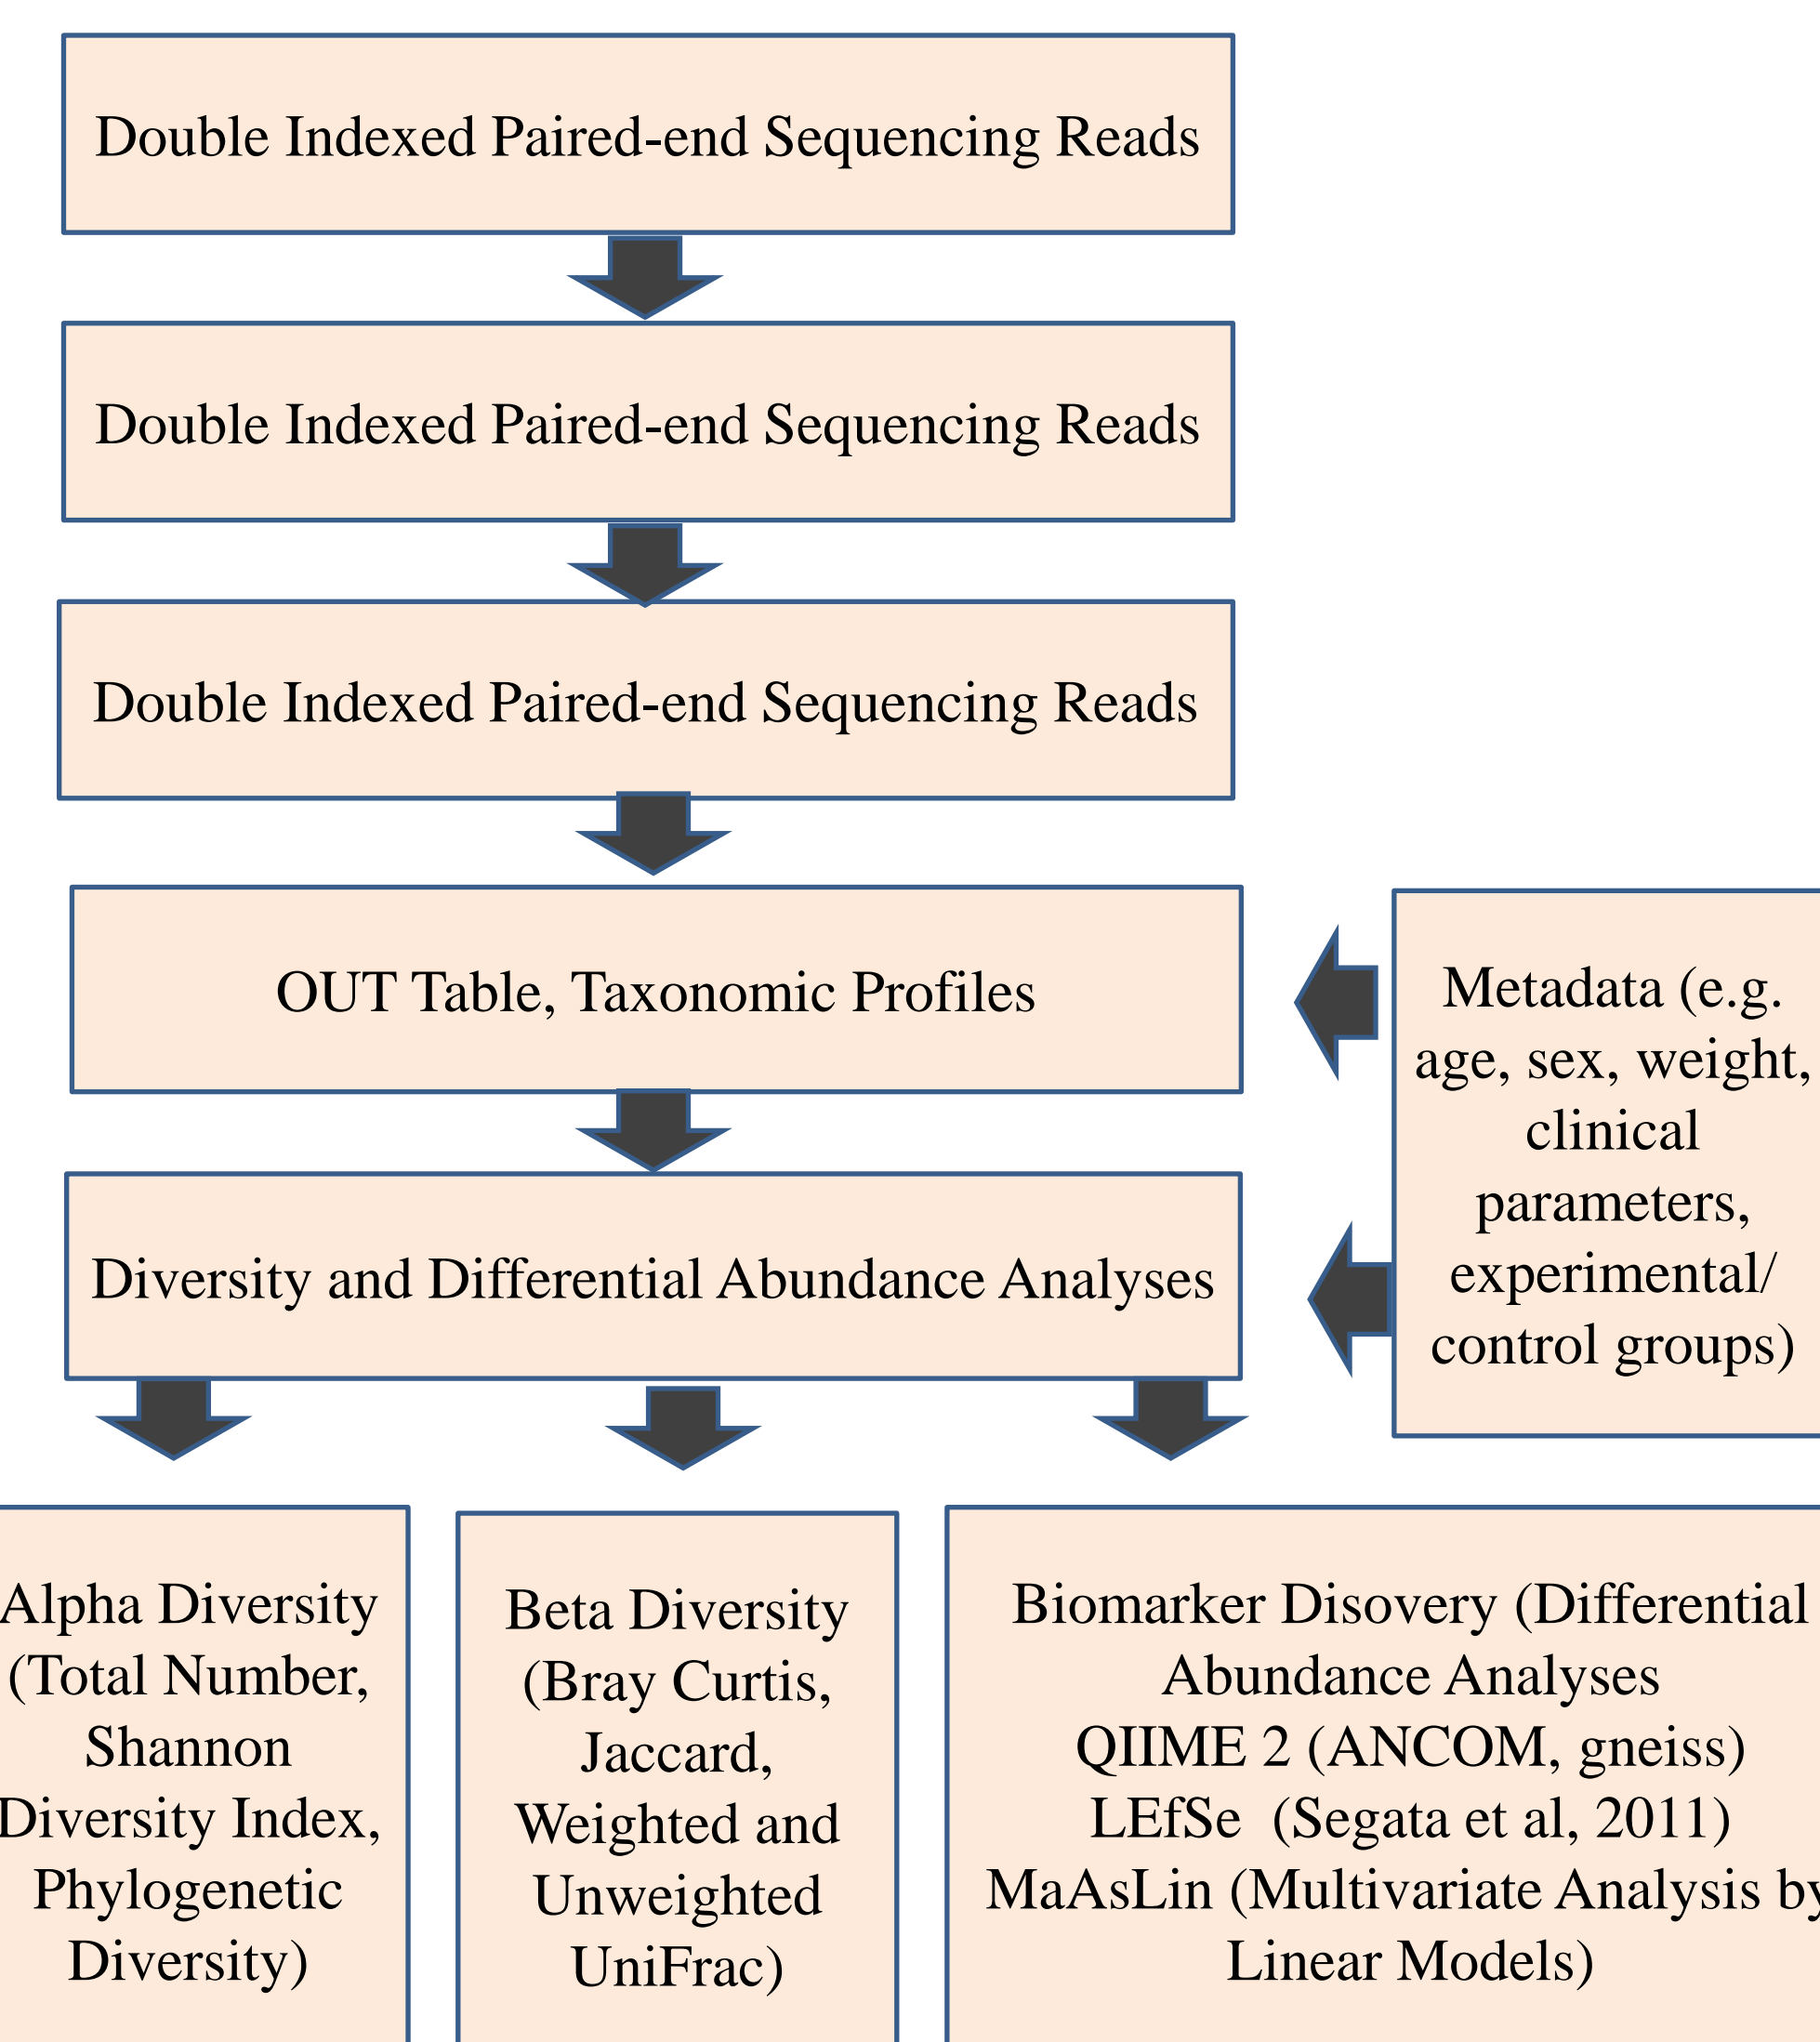 Double Indexed Paired-end Sequencing Reads
Double Indexed Paired-end Sequencing Reads
Double Indexed Paired-end Sequencing Reads
OUT Table, Taxonomic Profiles
Metadata (e.g.
age, sex, weight,
clinical
parameters,
experimental/
control groups)
Diversity and Differential Abundance Analyses
Alpha Diversity
(Total Number,
Shannon
Diversity Index,
Phylogenetic
Diversity)
Beta Diversity
(Bray Curtis,
Jaccard,
Weighted and
Unweighted
UniFrac)
Biomarker Disovery (Differential
Abundance Analyses
QIIME 2 (ANCOM, gneiss)
LEfSe (Segata et al, 2011)
MaAsLin (Multivariate Analysis by
Linear Models)